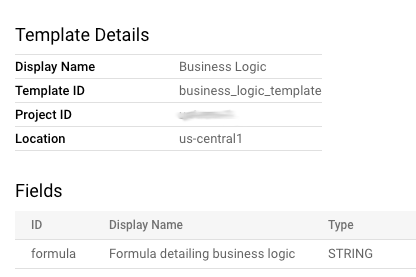 Template Details
Display Name Business Logic
Template ID business_logic_template
Project ID
Location us-central1
Fields
ID Display Name Type
formula Formula detailing business logic STRING